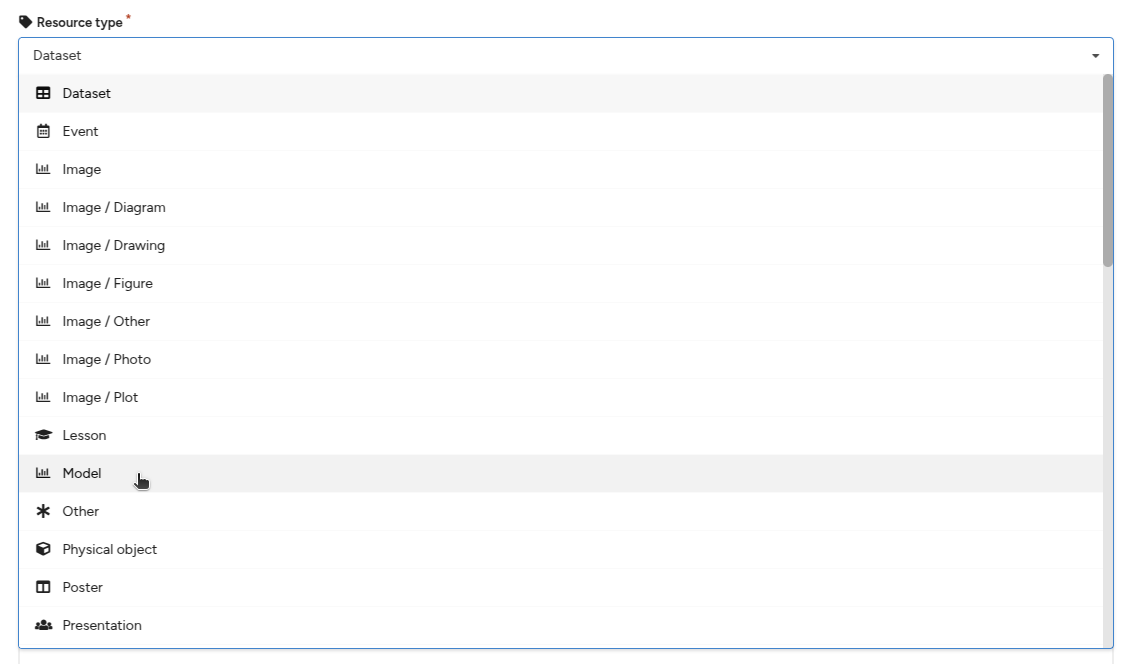 Resource type *
Dataset
Dataset
Event
Image
Image / Diagram
Image / Drawing
Image / Figure
Image / Other
Image / Photo
Image / Plot
Lesson
Model
Other
Physical object
Poster
Presentation